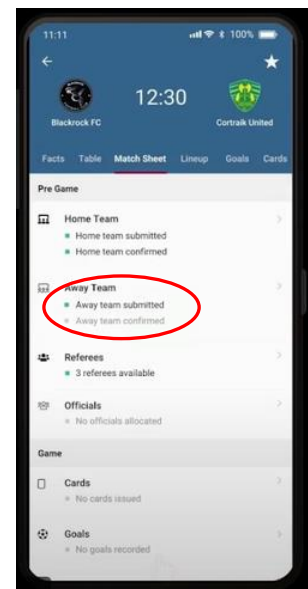 11:11
100%
12:30
Blackrock FC
Cortraik United
Facts Table Match Sheet Lineup Goals Cards
Pre Game
Home Team
Home team submitted
Home team confirmed
Away Team
Away team submitted
Away team confirmed
Referees
3 referees available
Officials
No officials allocated
Game
Cards
No cards issued
Goals
No goals recorded